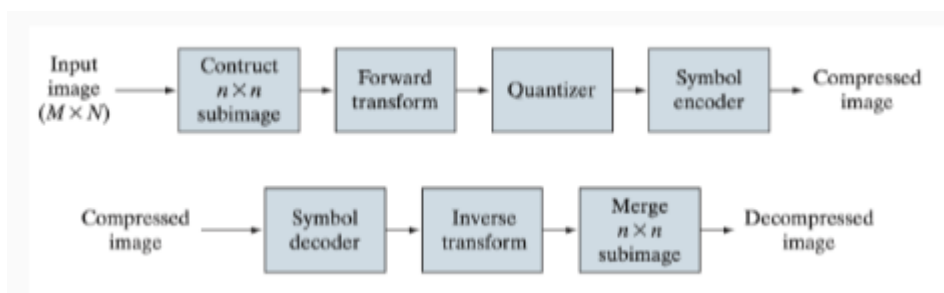 Input
image
(M × N)
Contruct
n × n
subimage
Forward
transform
Quantizer
Symbol
encoder
Compressed
image
Compressed
image
Symbol
decoder
Inverse
transform
Merge
n × n
subimage
Decompressed
image